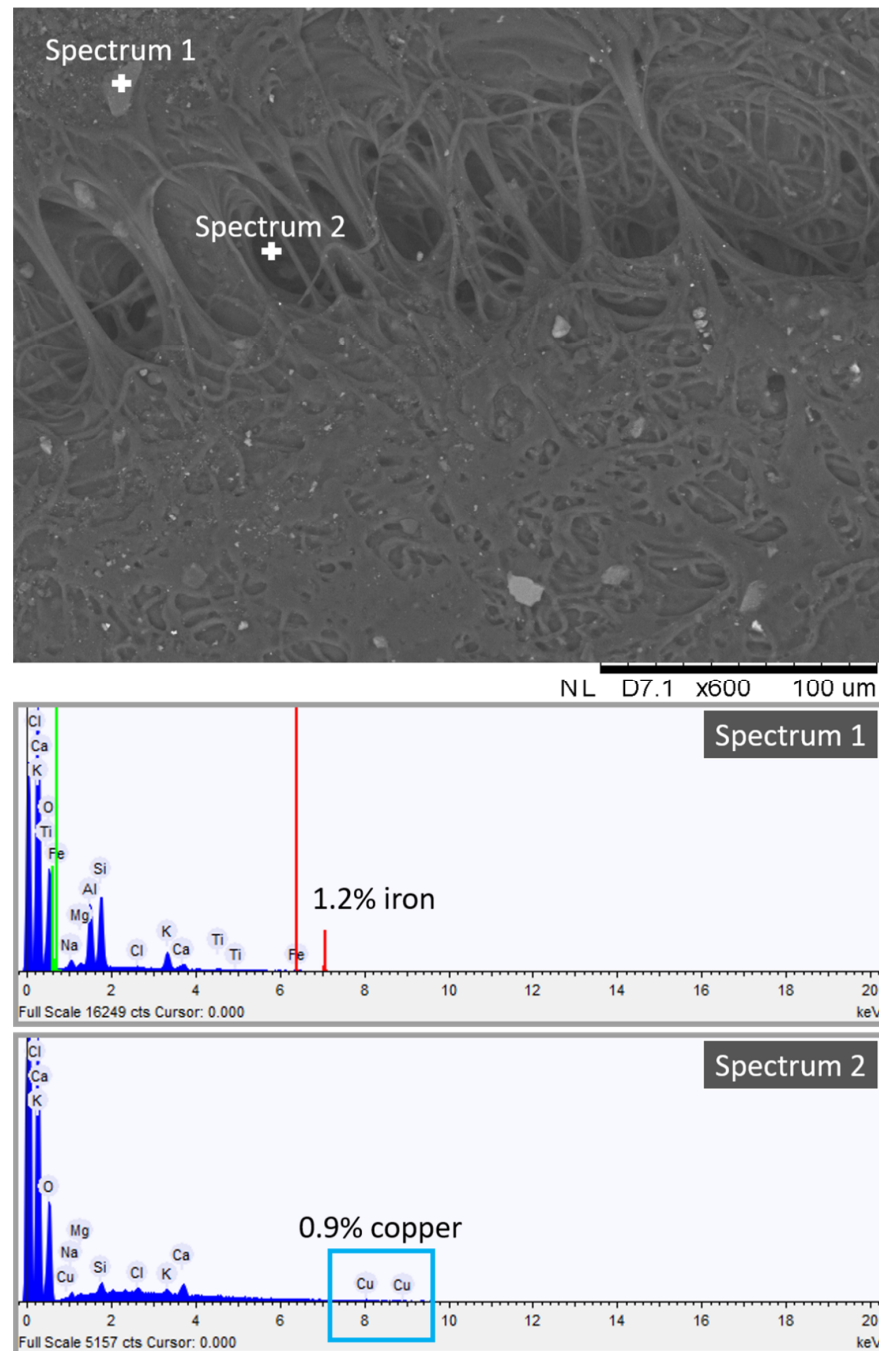 Spectrum 1
Spectrum 2
NL D7.1 x600 100 um
Spectrum 1
Cl
Ca
K
O
Ti
Fe
Si
Al
Mg
Na
Cl
K
Ca
Ti
Ti
Fe
1.2% iron
0 2 4 6 8 10 12 14 16 18 20
Full Scale 16249 cts Cursor: 0.000 keV
Spectrum 2
Cl
Ca
K
O
Mg
Na
Cu
Si
Cl
K
Ca
0.9% copper
Cu Cu
0 2 4 6 8 10 12 14 16 18 20
Full Scale 5157 cts Cursor: 0.000 keV